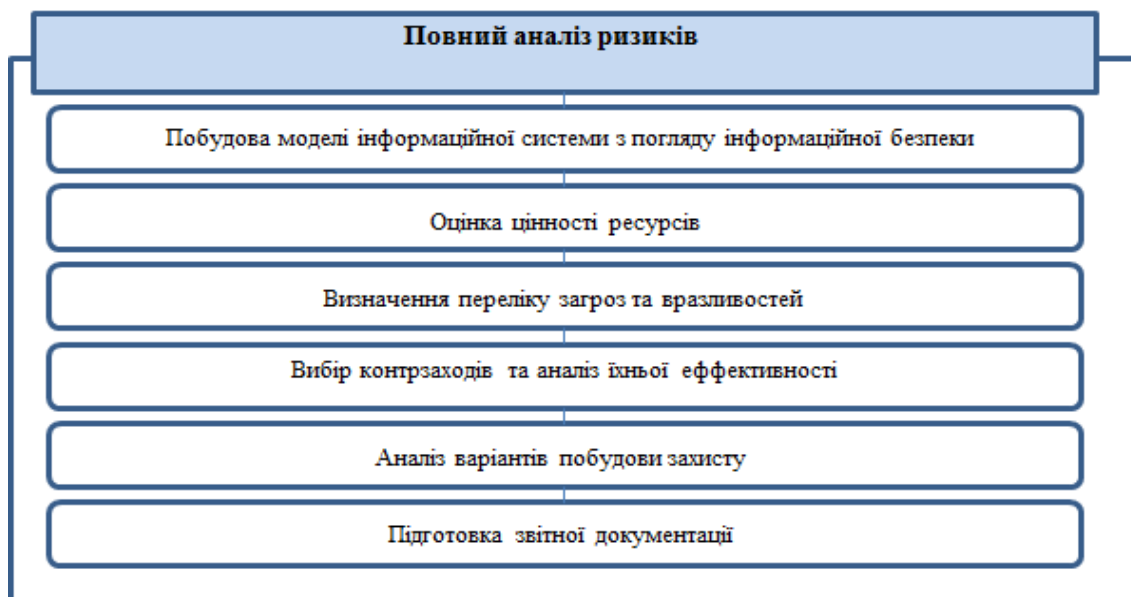 Повний аналіз ризиків
Побудова моделі інформаційної системи з погляду інформаційної безпеки
Оцінка цінності ресурсів
Визначення переліку загроз та вразливостей
Вибір контрзаходів та аналіз їхньої еффективності
Аналіз варіантів побудови захисту
Підготовка звітної документації